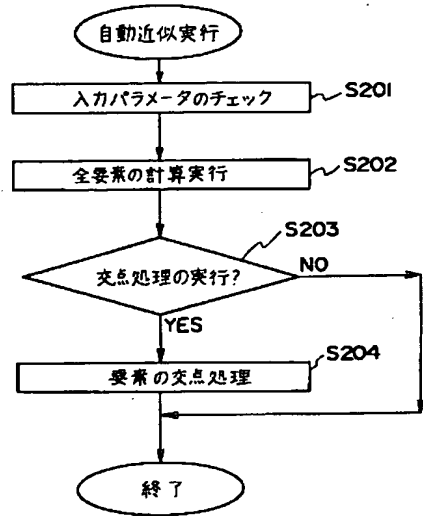 自動近似実行
入力パラメータのチェック
S201
全要素の計算実行
S202
S203
交点処理の実行?
NO
YES
S204
要素の交点処理
終了